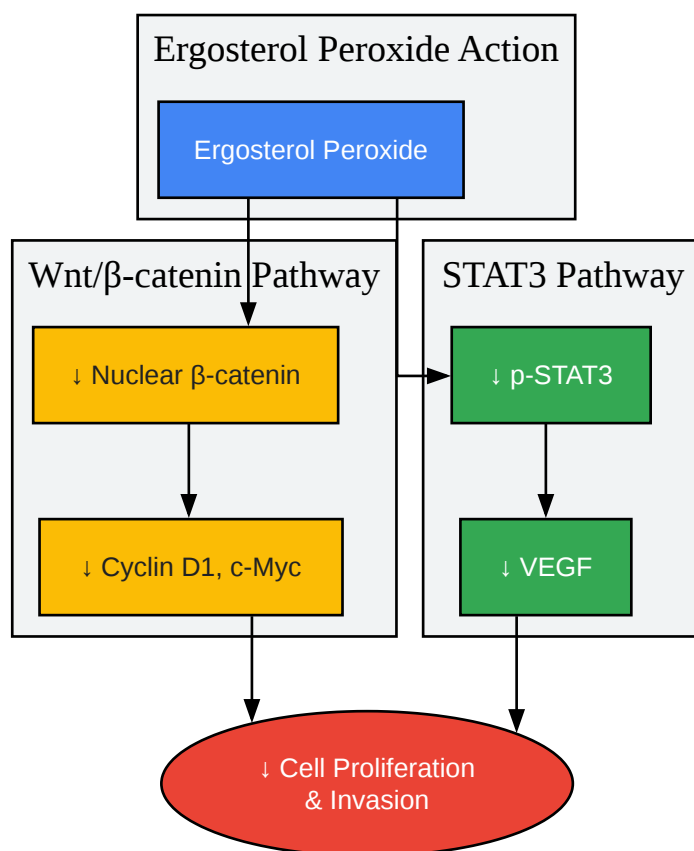 Ergosterol Peroxide Action
Ergosterol Peroxide
Wnt/β-catenin Pathway
↓ Nuclear β-catenin
↓ Cyclin D1, c-Myc
STAT3 Pathway
↓ p-STAT3
↓ VEGF
↓ Cell Proliferation
& Invasion